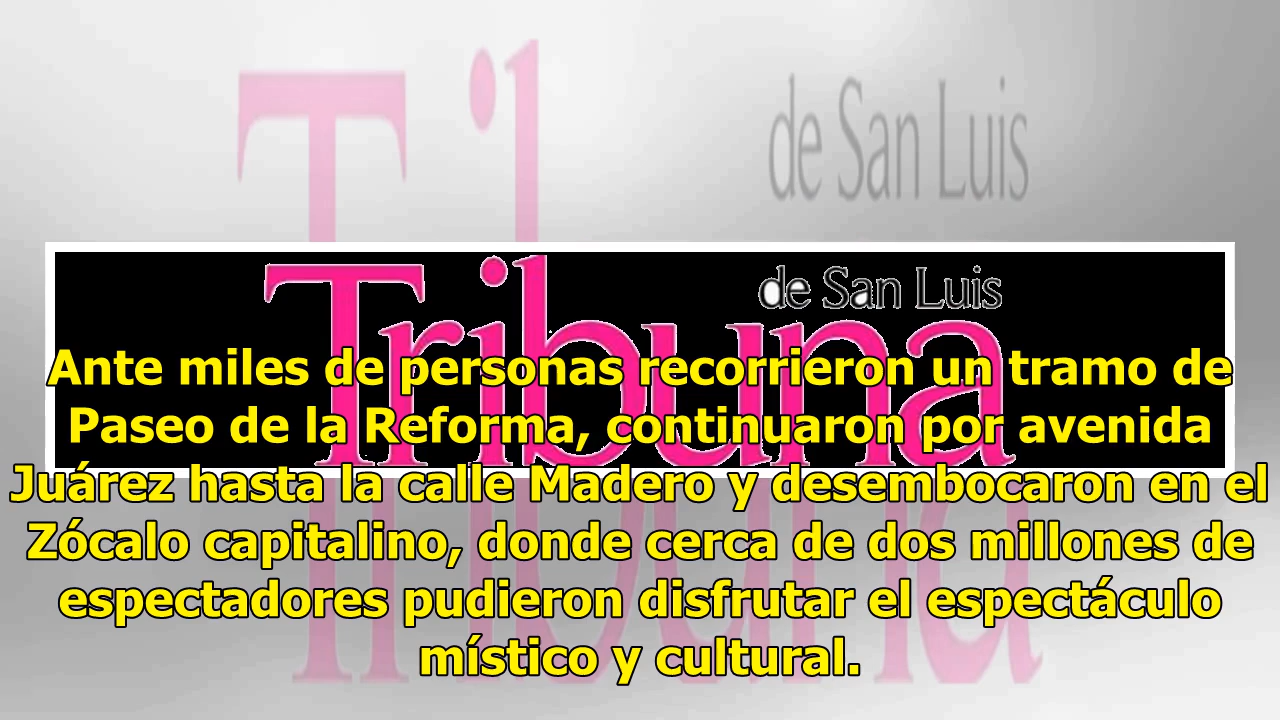 de San Luis
Tribuna
de San Luis
Tribuna
Ante miles de personas recorrieron un tramo de
Paseo de la Reforma, continuaron por avenida
Juárez hasta la calle Madero y desembocaron en el
Zócalo capitalino, donde cerca de dos millones de
espectadores pudieron disfrutar el espectáculo
místico y cultural.